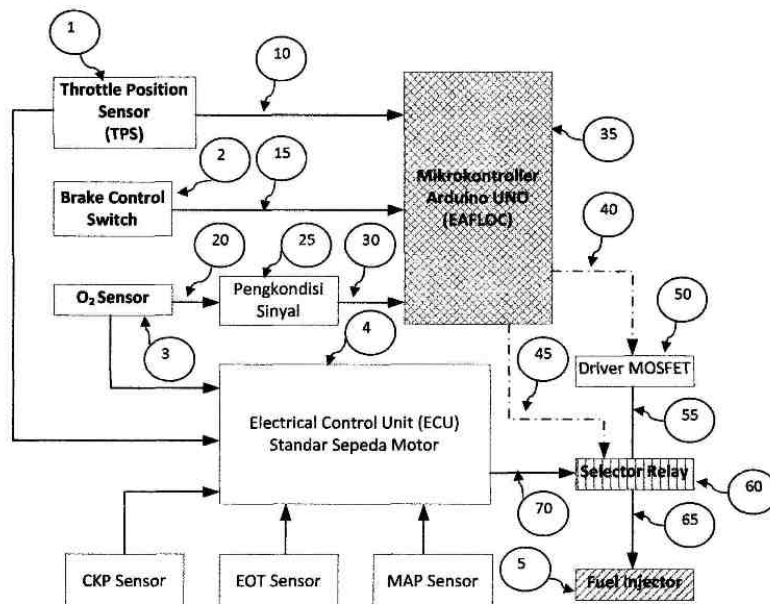 1
10
Throttle Position
Sensor
(TPS)
35
2
15
Mikrokontroller
Arduino UNO
(EAFLOC)
Brake Control
Switch
40
20
25
30
O₂ Sensor
Pengkondisi
Sinyal
50
3
4
45
Driver MOSFET
Electrical Control Unit (ECU)
Standar Sepeda Motor
55
Selector Relay
60
70
65
CKP Sensor
EOT Sensor
MAP Sensor
5
Fuel Injector